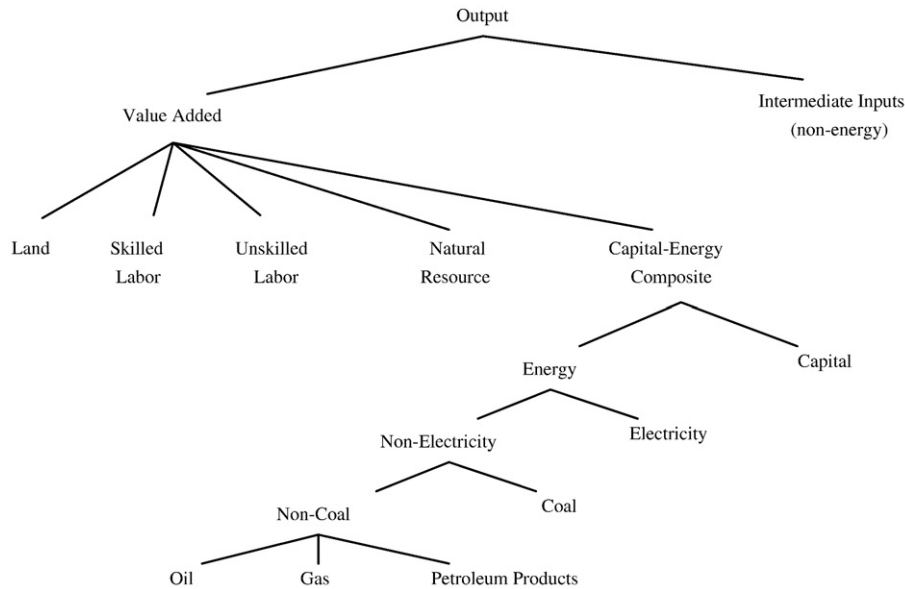 Output
Value Added
Intermediate Inputs
(non-energy)
Land
Skilled
Labor
Unskilled
Labor
Natural
Resource
Capital-Energy
Composite
Energy
Capital
Non-Electricity
Electricity
Non-Coal
Coal
Oil
Gas
Petroleum Products